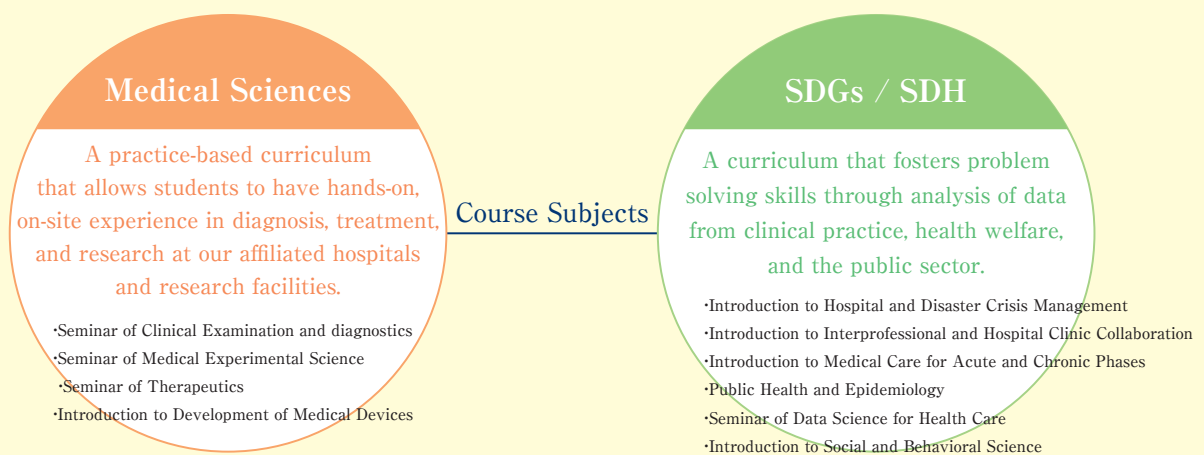 Medical Sciences
A practice-based curriculum
that allows students to have hands-on,
on-site experience in diagnosis, treatment,
and research at our affiliated hospitals
and research facilities.
･Seminar of Clinical Examination and diagnostics
･Seminar of Medical Experimental Science
･Seminar of Therapeutics
･Introduction to Development of Medical Devices
Course Subjects
SDGs / SDH
A curriculum that fosters problem
solving skills through analysis of data
from clinical practice, health welfare,
and the public sector.
･Introduction to Hospital and Disaster Crisis Management
･Introduction to Interprofessional and Hospital Clinic Collaboration
･Introduction to Medical Care for Acute and Chronic Phases
･Public Health and Epidemiology
･Seminar of Data Science for Health Care
･Introduction to Social and Behavioral Science